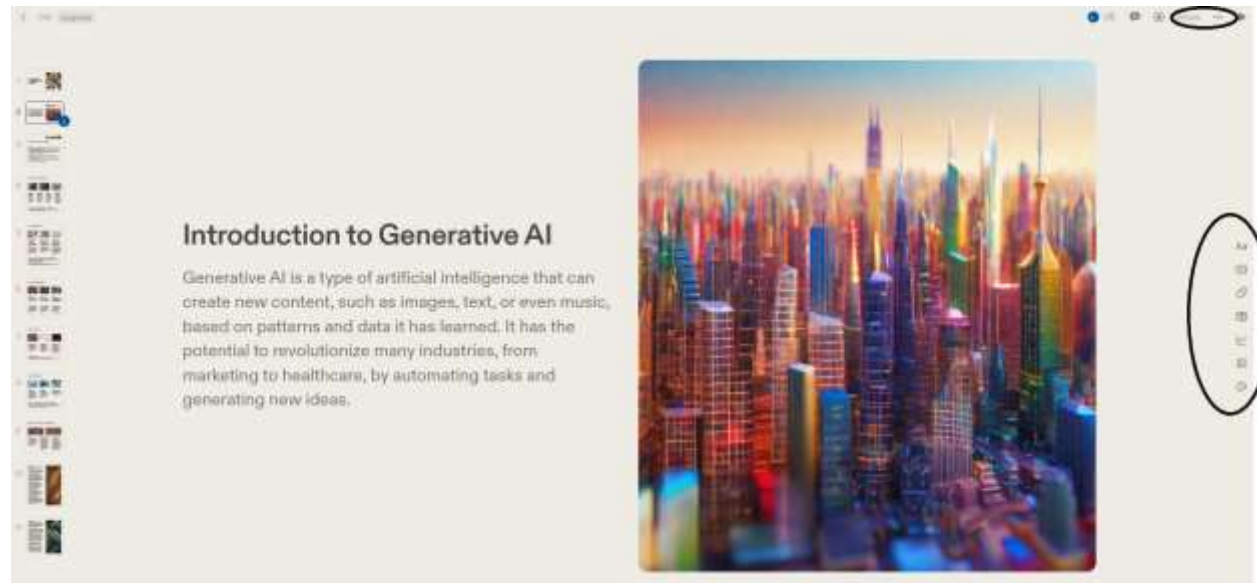 Introduction to Generative AI
Generative AI is a type of artificial intelligence that can
create new content, such as images, text, or even music,
based on patterns and data it has learned. It has the
potential to revolutionize many industries, from
marketing to healthcare, by automating tasks and
generating new ideas.
Aa